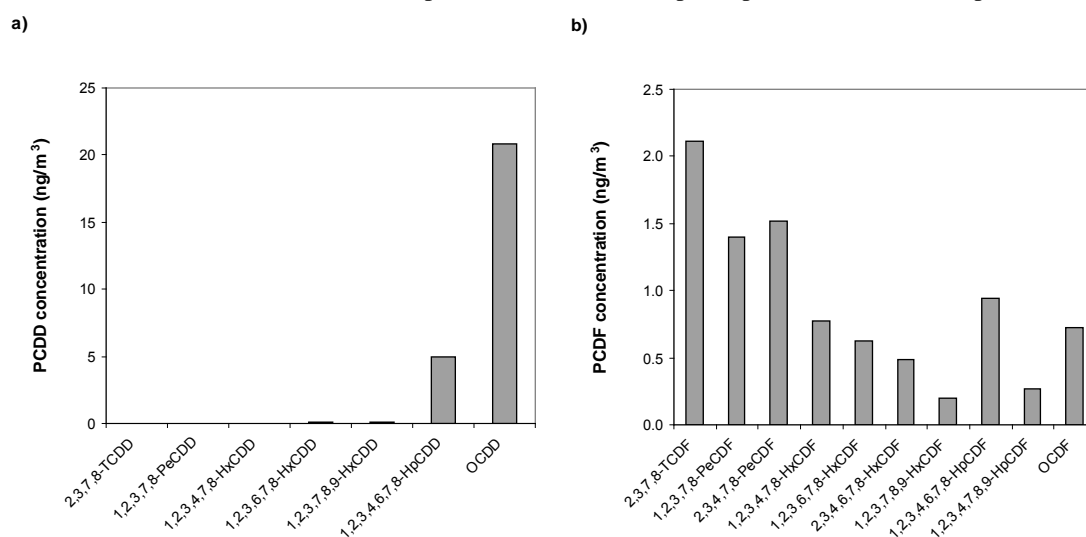 a)
PCDD concentration (ng/m³)
25
20
15
10
5
0
2,3,7,8-TCDD
1,2,3,7,8-PeCDD
1,2,3,4,7,8-HxCDD
1,2,3,6,7,8-HxCDD
1,2,3,7,8,9-HxCDD
1,2,3,4,6,7,8-HpCDD
OCDD
b)
PCDF concentration (ng/m³)
2.5
2.0
1.5
1.0
0.5
0.0
2,3,7,8-TCDF
1,2,3,7,8-PeCDF
2,3,4,7,8-PeCDF
1,2,3,4,7,8-HxCDF
1,2,3,6,7,8-HxCDF
2,3,4,6,7,8-HxCDF
1,2,3,7,8,9-HxCDF
1,2,3,4,6,7,8-HpCDF
1,2,3,4,7,8,9-HpCDF
OCDF